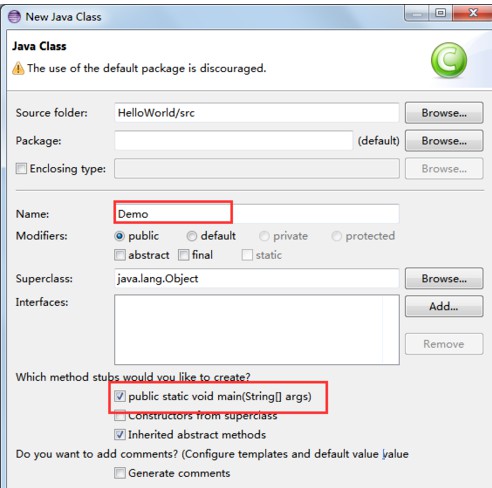 New Java Class
Java Class
The use of the default package is discouraged.
Source folder: HelloWorld/src Browse...
Package: (default) Browse...
Enclosing type: Browse...
Name: Demo
Modifiers: public default private protected
abstract final static
Superclass: java.lang.Object Browse...
Interfaces: Add...
Remove
Which method stubs would you like to create?
public static void main(String[] args)
Constructors from superclass
Inherited abstract methods
Do you want to add comments? (Configure templates and default value value
Generate comments